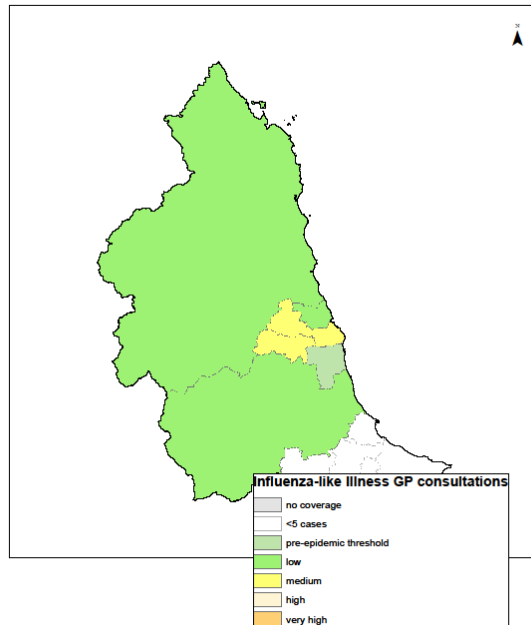 Influenza-like Illness GP consultations
no coverage
<5 cases
pre-epidemic threshold
low
medium
high
very high